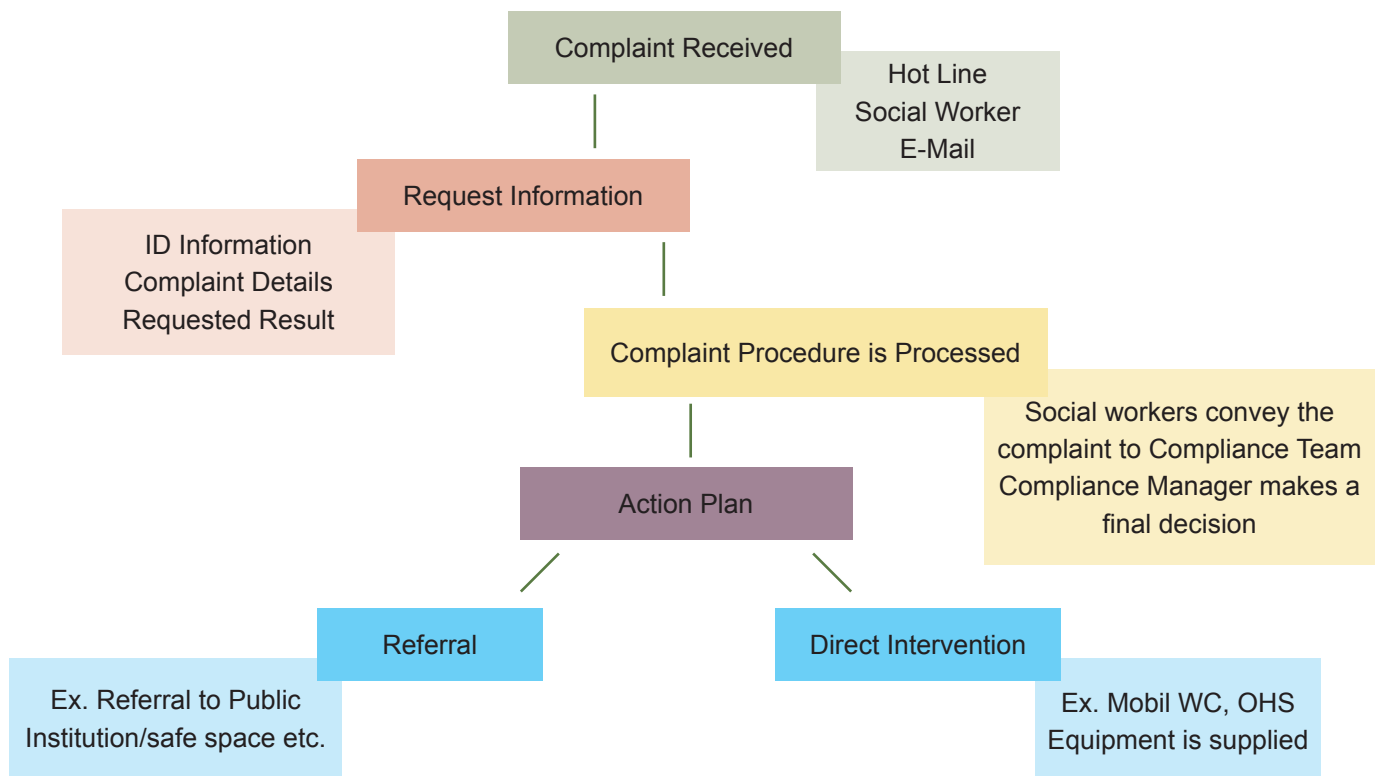 Complaint Received
Hot Line
Social Worker
E-Mail
Request Information
ID Information
Complaint Details
Requested Result
Complaint Procedure is Processed
Social workers convey the
complaint to Compliance Team
Compliance Manager makes a
final decision
Action Plan
Referral
Ex. Referral to Public
Institution/safe space etc.
Direct Intervention
Ex. Mobil WC, OHS
Equipment is supplied